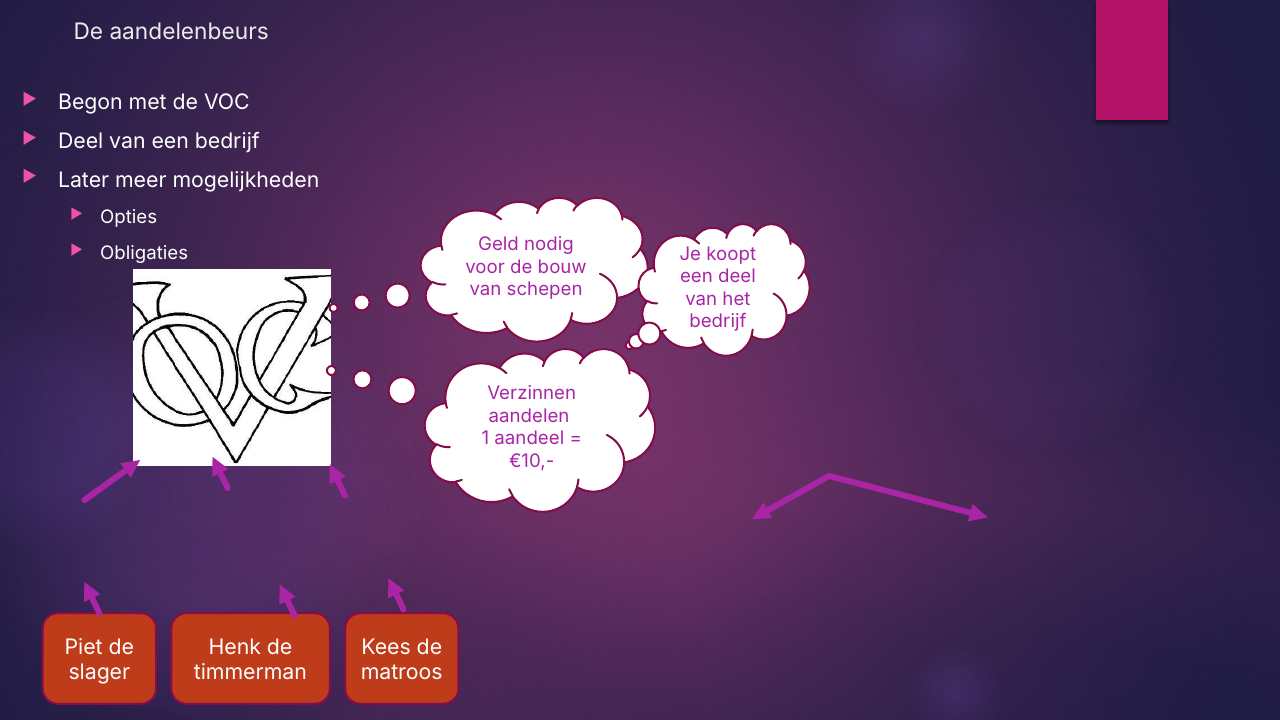 De aandelenbeurs
Begon met de VOC
Deel van een bedrijf
Later meer mogelijkheden
Opties
Obligaties
VOC
Geld nodig
voor de bouw
van schepen
Je koopt
een deel
van het
bedrijf
Verzinnen
aandelen
1 aandeel =
€10,-
Piet de
slager
Henk de
timmerman
Kees de
matroos